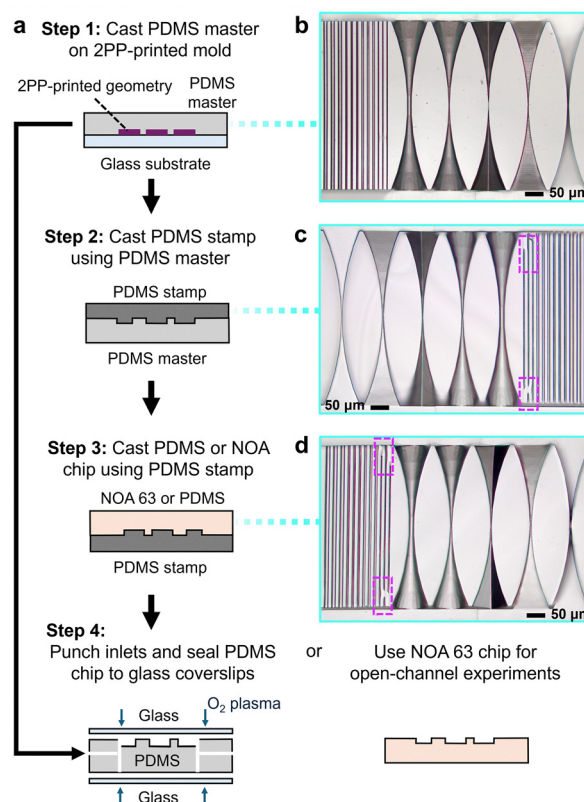 a
Step 1: Cast PDMS master
on 2PP-printed mold
2PP-printed geometry
PDMS
master
Glass substrate
b
50 µm
Step 2: Cast PDMS stamp
using PDMS master
PDMS stamp
PDMS master
c
50 µm
Step 3: Cast PDMS or NOA
chip using PDMS stamp
NOA 63 or PDMS
PDMS stamp
d
50 µm
Step 4:
Punch inlets and seal PDMS
chip to glass coverslips
or
Use NOA 63 chip for
open-channel experiments
Glass
O₂ plasma
PDMS
Glass